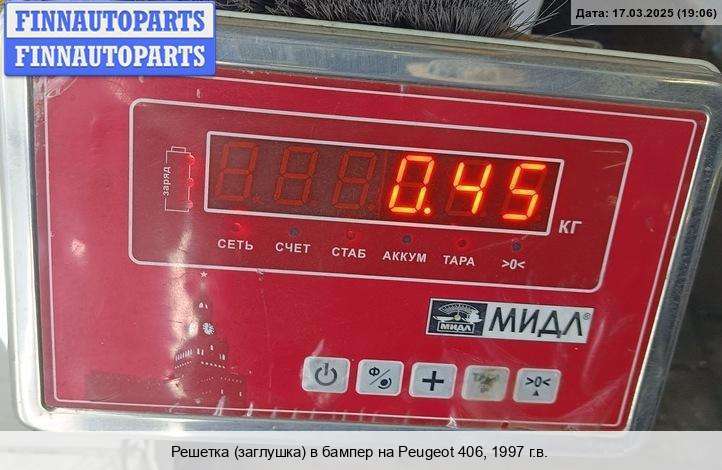 FINNAUTOPARTS
FINNAUTOPARTS
Дата: 17.03.2025 (19:06)
заряд
0.45
КГ
СЕТЬ СЧЕТ СТАБ АККУМ ТАРА >0<
МИДЛ
МИДЛ®
Ф
+
>0<
Решетка (заглушка) в бампер на Peugeot 406, 1997 г.в.